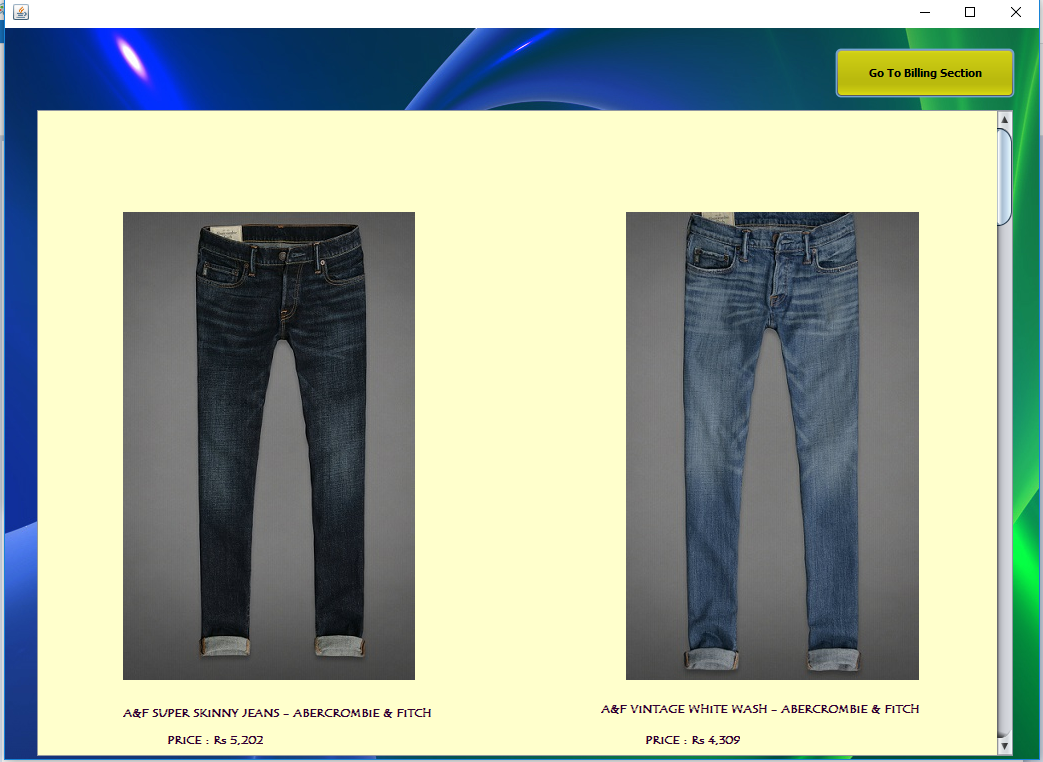 Go To Billing Section
A&F SUPER SKINNY JEANS - ABERCROMBIE & FITCH
A&F VINTAGE WHITE WASH - ABERCROMBIE & FITCH
PRICE : Rs 5,202
PRICE : Rs 4,309